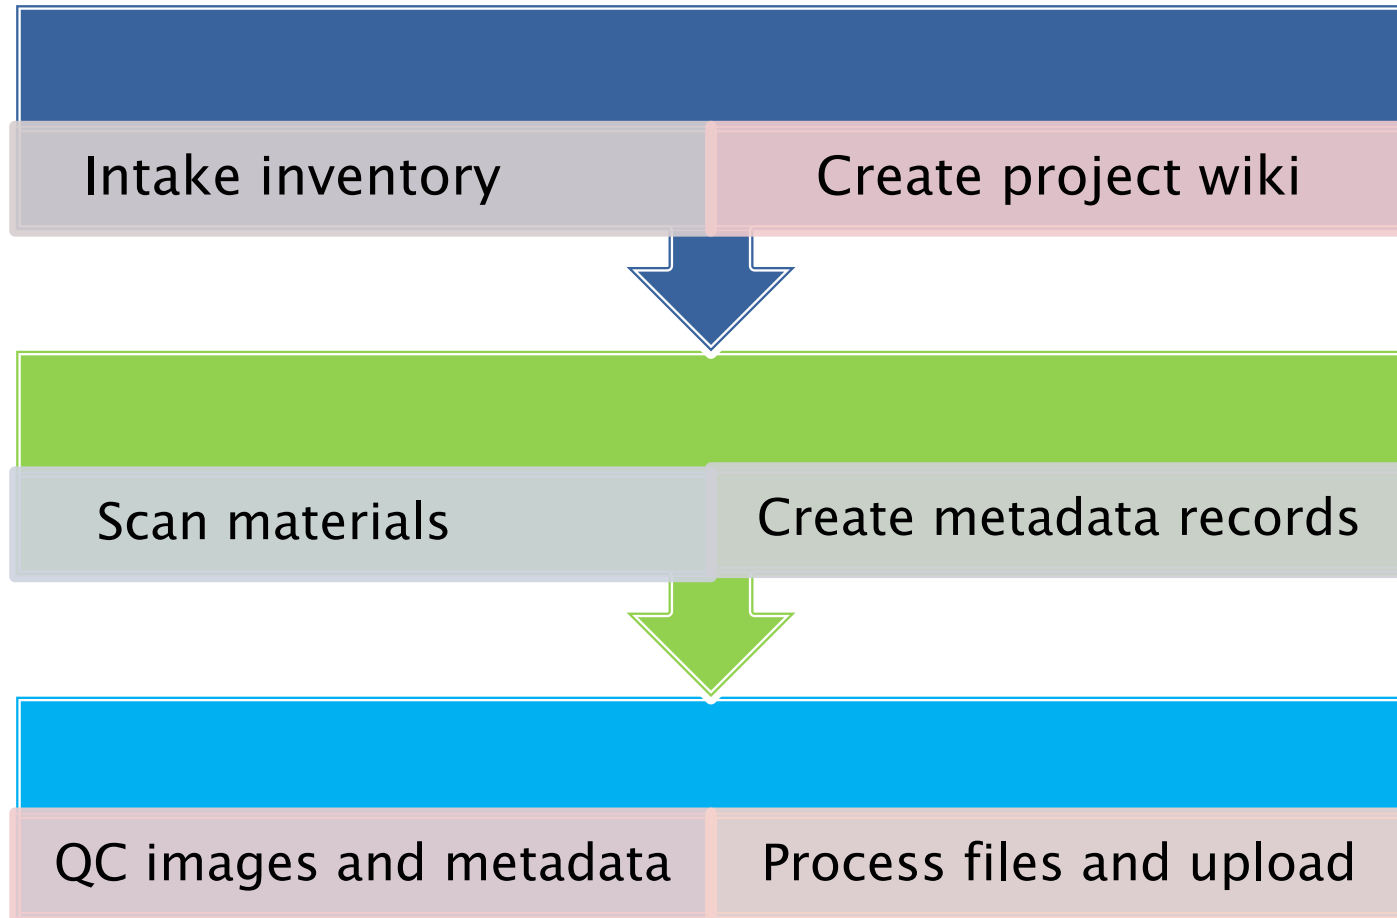 Intake inventory
Create project wiki
Scan materials
Create metadata records
QC images and metadata
Process files and upload